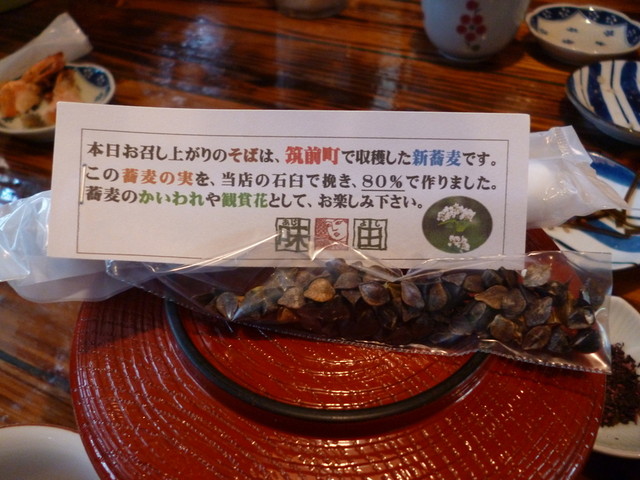 本日お召し上がりのそばは、筑前町で収穫した新蕎麦です。
この蕎麦の実を、当店の石臼で挽き、80%で作りました。
蕎麦のかいわれや観賞花として、お楽しみ下さい。
味 由